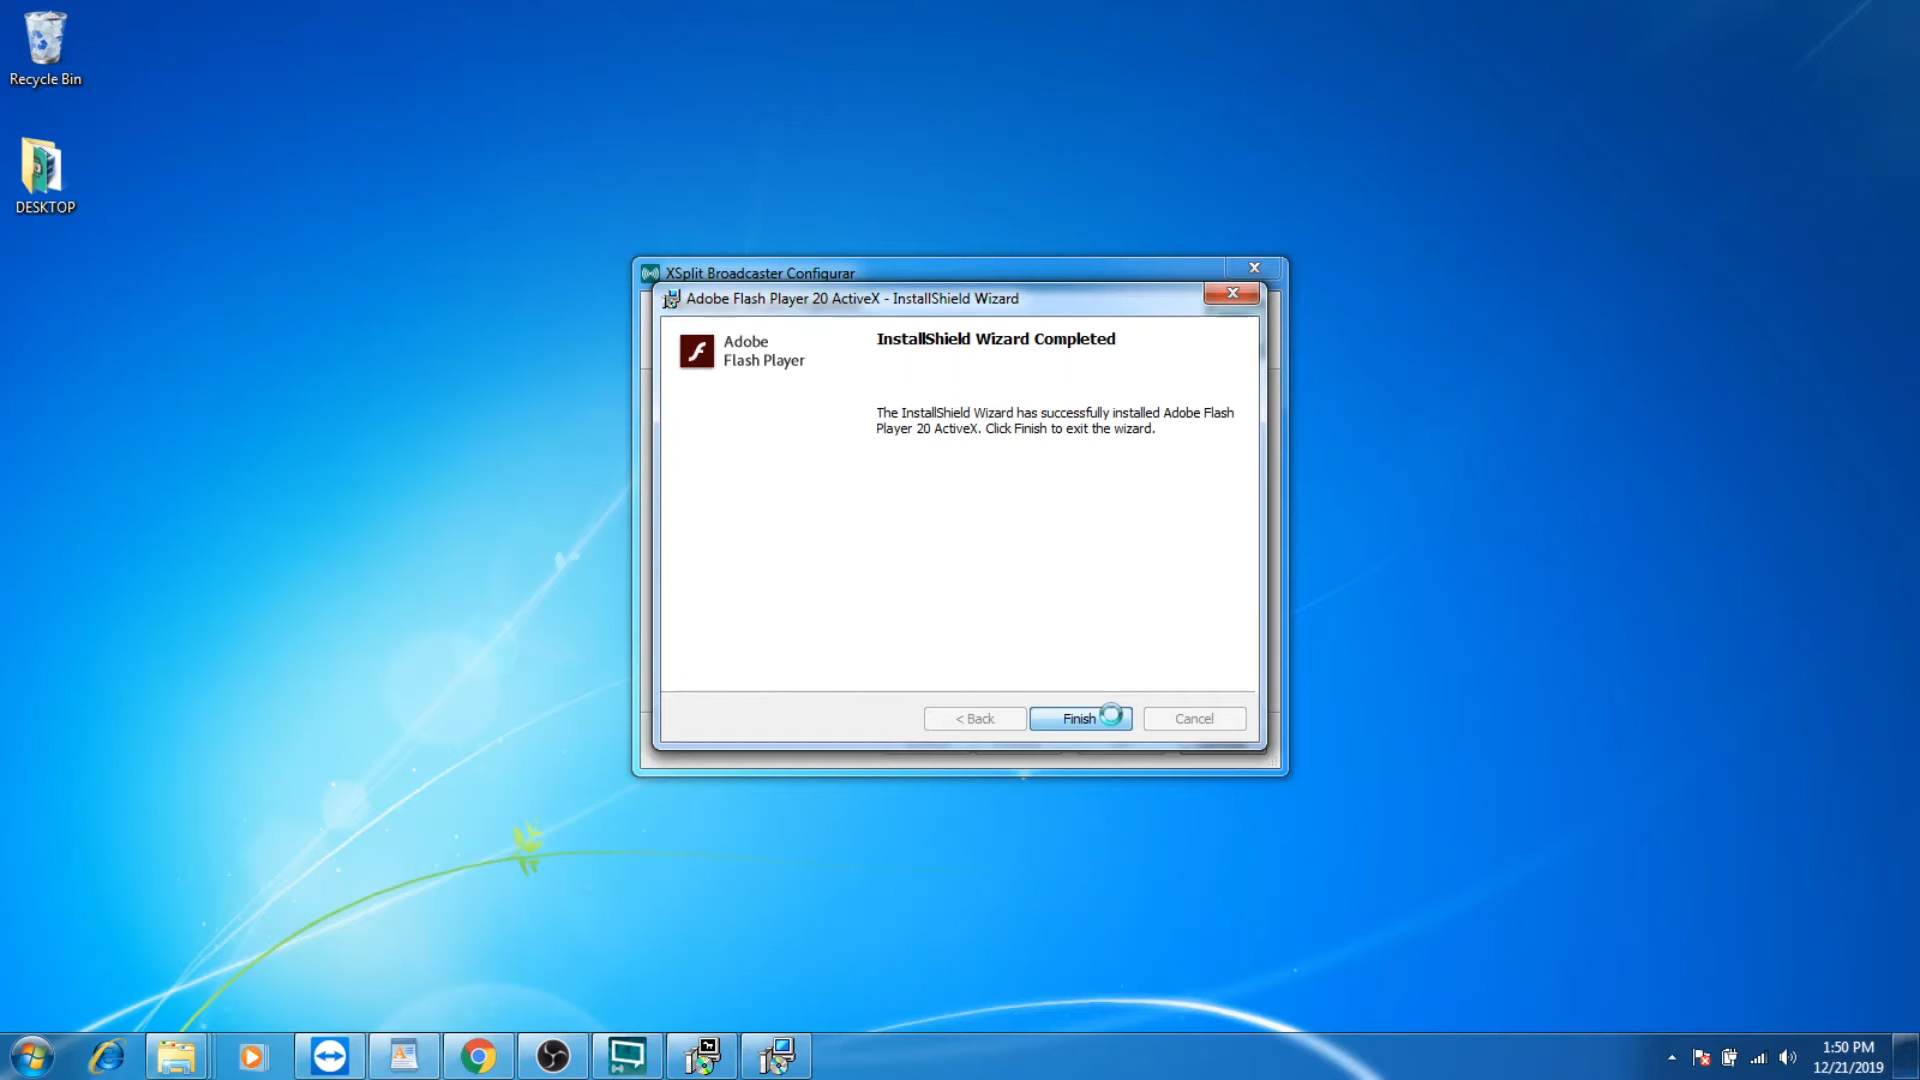 Recycle Bin
DESKTOP
XSplit Broadcaster Configurar
Adobe Flash Player 20 ActiveX - InstallShield Wizard
Adobe
Flash Player
InstallShield Wizard Completed
The InstallShield Wizard has successfully installed Adobe Flash
Player 20 ActiveX. Click Finish to exit the wizard.
< Back
Finish
Cancel
1:50 PM
12/21/2019